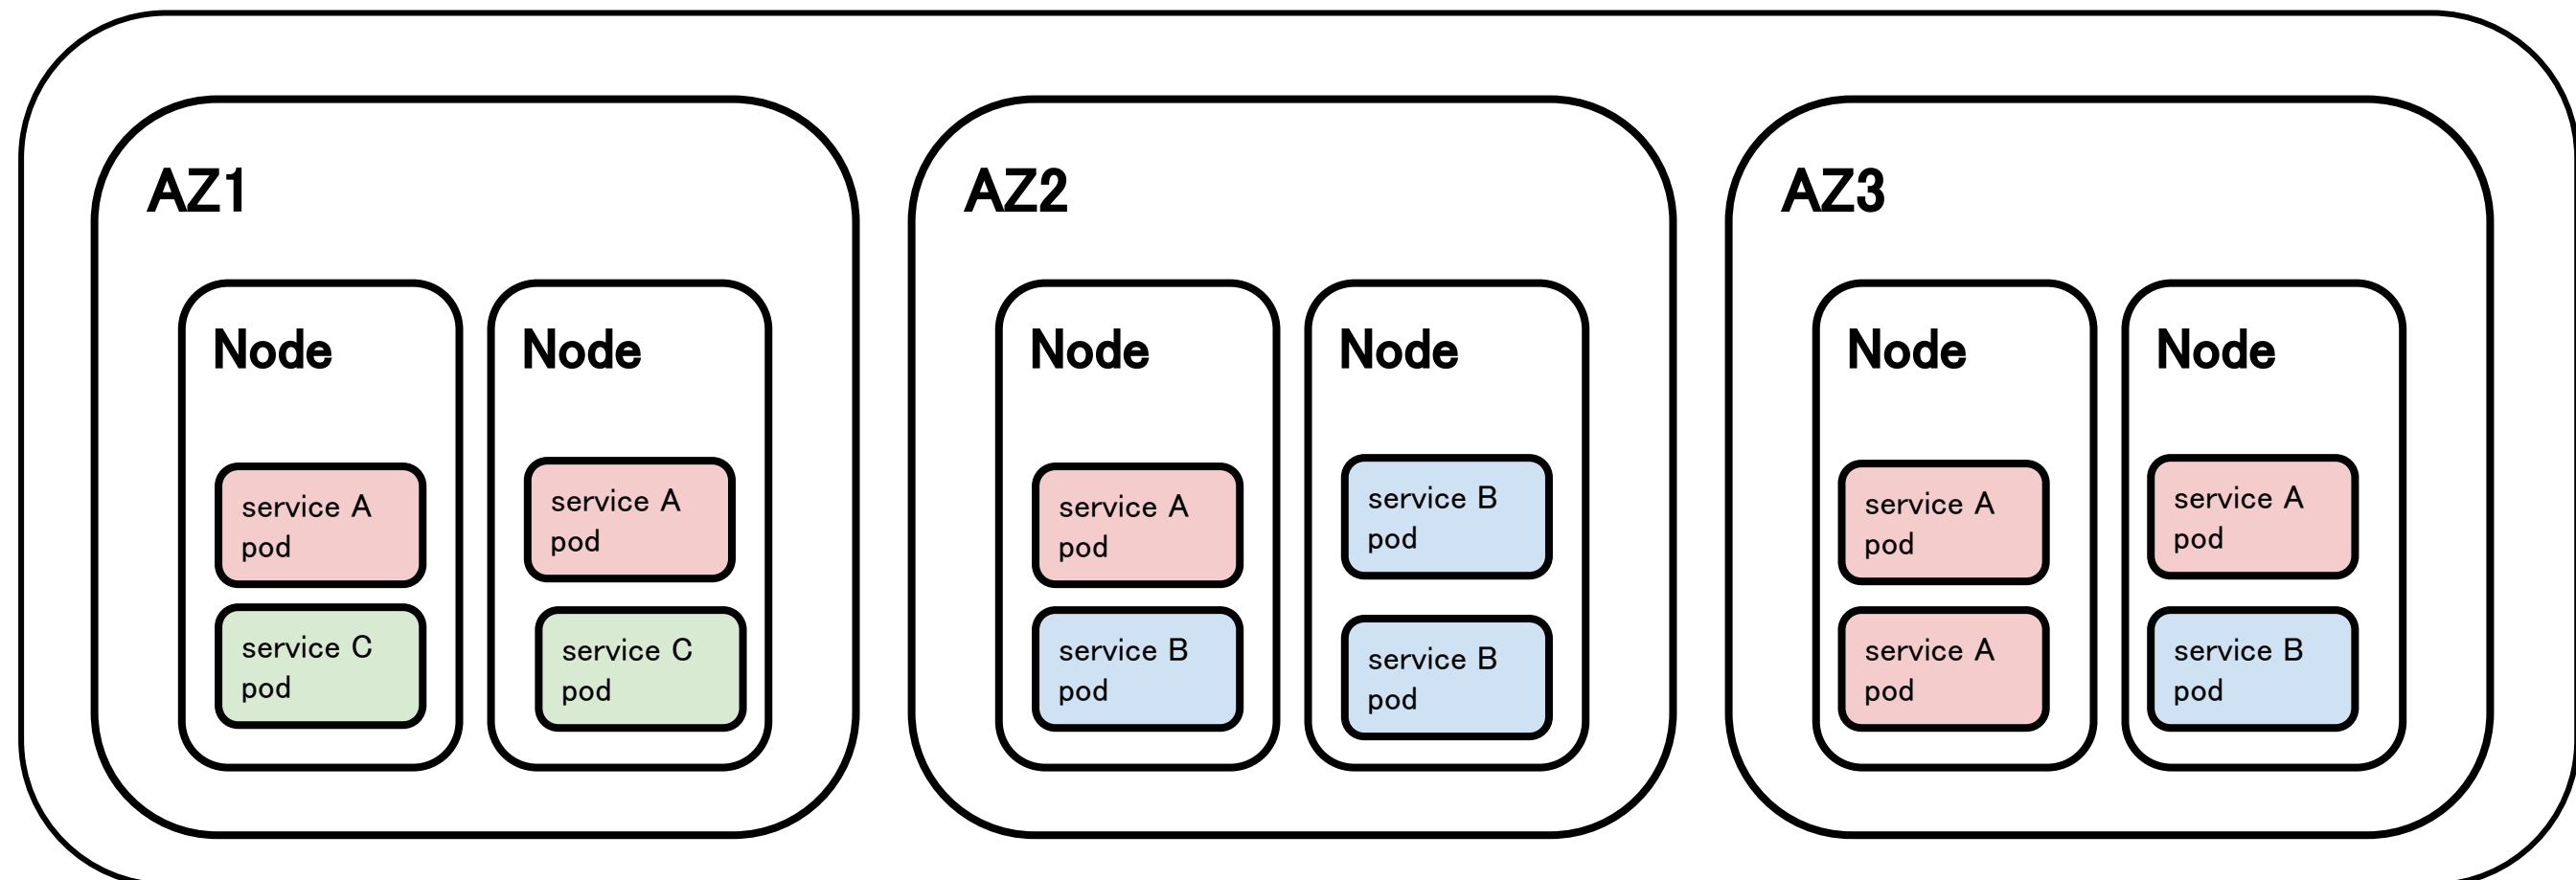 AZ1
Node
service A
pod
service C
pod
Node
service A
pod
service C
pod
AZ2
Node
service A
pod
service B
pod
Node
service B
pod
service B
pod
AZ3
Node
service A
pod
service A
pod
Node
service A
pod
service B
pod